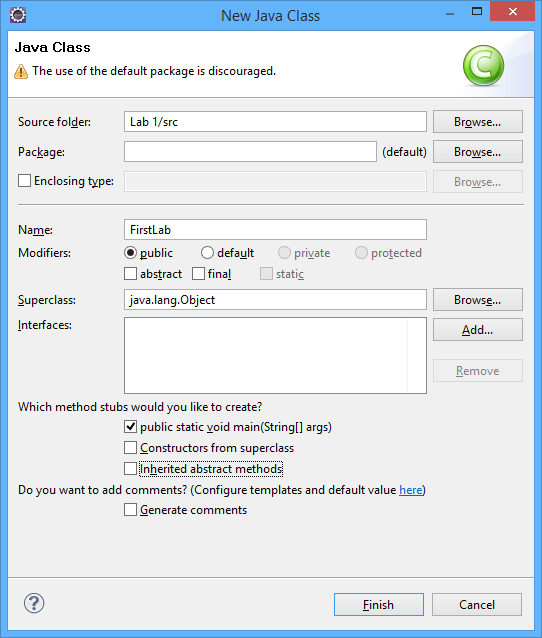 New Java Class
Java Class
The use of the default package is discouraged.
C
Source folder: Lab 1/src Browse...
Package: (default) Browse...
Enclosing type: Browse...
Name: FirstLab
Modifiers: public default private protected
abstract final static
Superclass: java.lang.Object Browse...
Interfaces: Add...
Remove
Which method stubs would you like to create?
public static void main(String[] args)
Constructors from superclass
Inherited abstract methods
Do you want to add comments? (Configure templates and default value here)
Generate comments
? Finish Cancel